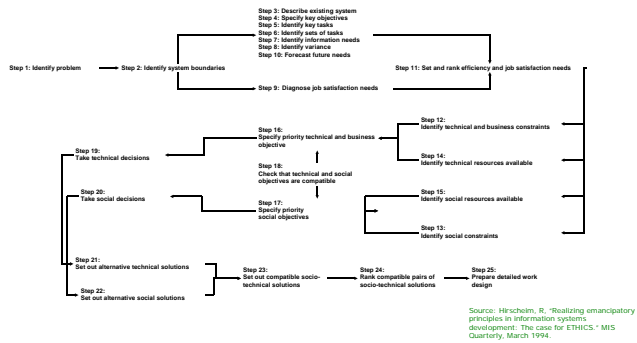 Step 3: Describe existing system
Step 4: Specify key objectives
Step 5: Identify key tasks
Step 6: Identify sets of tasks
Step 7: Identify information needs
Step 8: Identify variance
Step 10: Forecast future needs
Step 1: Identify problem
Step 2: Identify system boundaries
Step 11: Set and rank efficiency and job satisfaction needs
Step 9: Diagnose job satisfaction needs
Step 12:
Identify technical and business constraints
Step 16:
Specify priority technical and business
objective
Step 19:
Take technical decisions
Step 14:
Identify technical resources available
Step 18:
Check that technical and social
objectives are compatible
Step 20:
Take social decisions
Step 15:
Identify social resources available
Step 17:
Specify priority
social objectives
Step 13:
Identify social constraints
Step 21:
Set out alternative technical solutions
Step 23:
Set out compatible socio-
technical solutions
Step 24:
Rank compatible pairs of
socio-technical solutions
Step 25:
Prepare detailed work
design
Step 22:
Set out alternative social solutions
Source: Hirscheim, R, "Realizing emancipatory
principles in information systems
development: The case for ETHICS." MIS
Quarterly, March 1994.